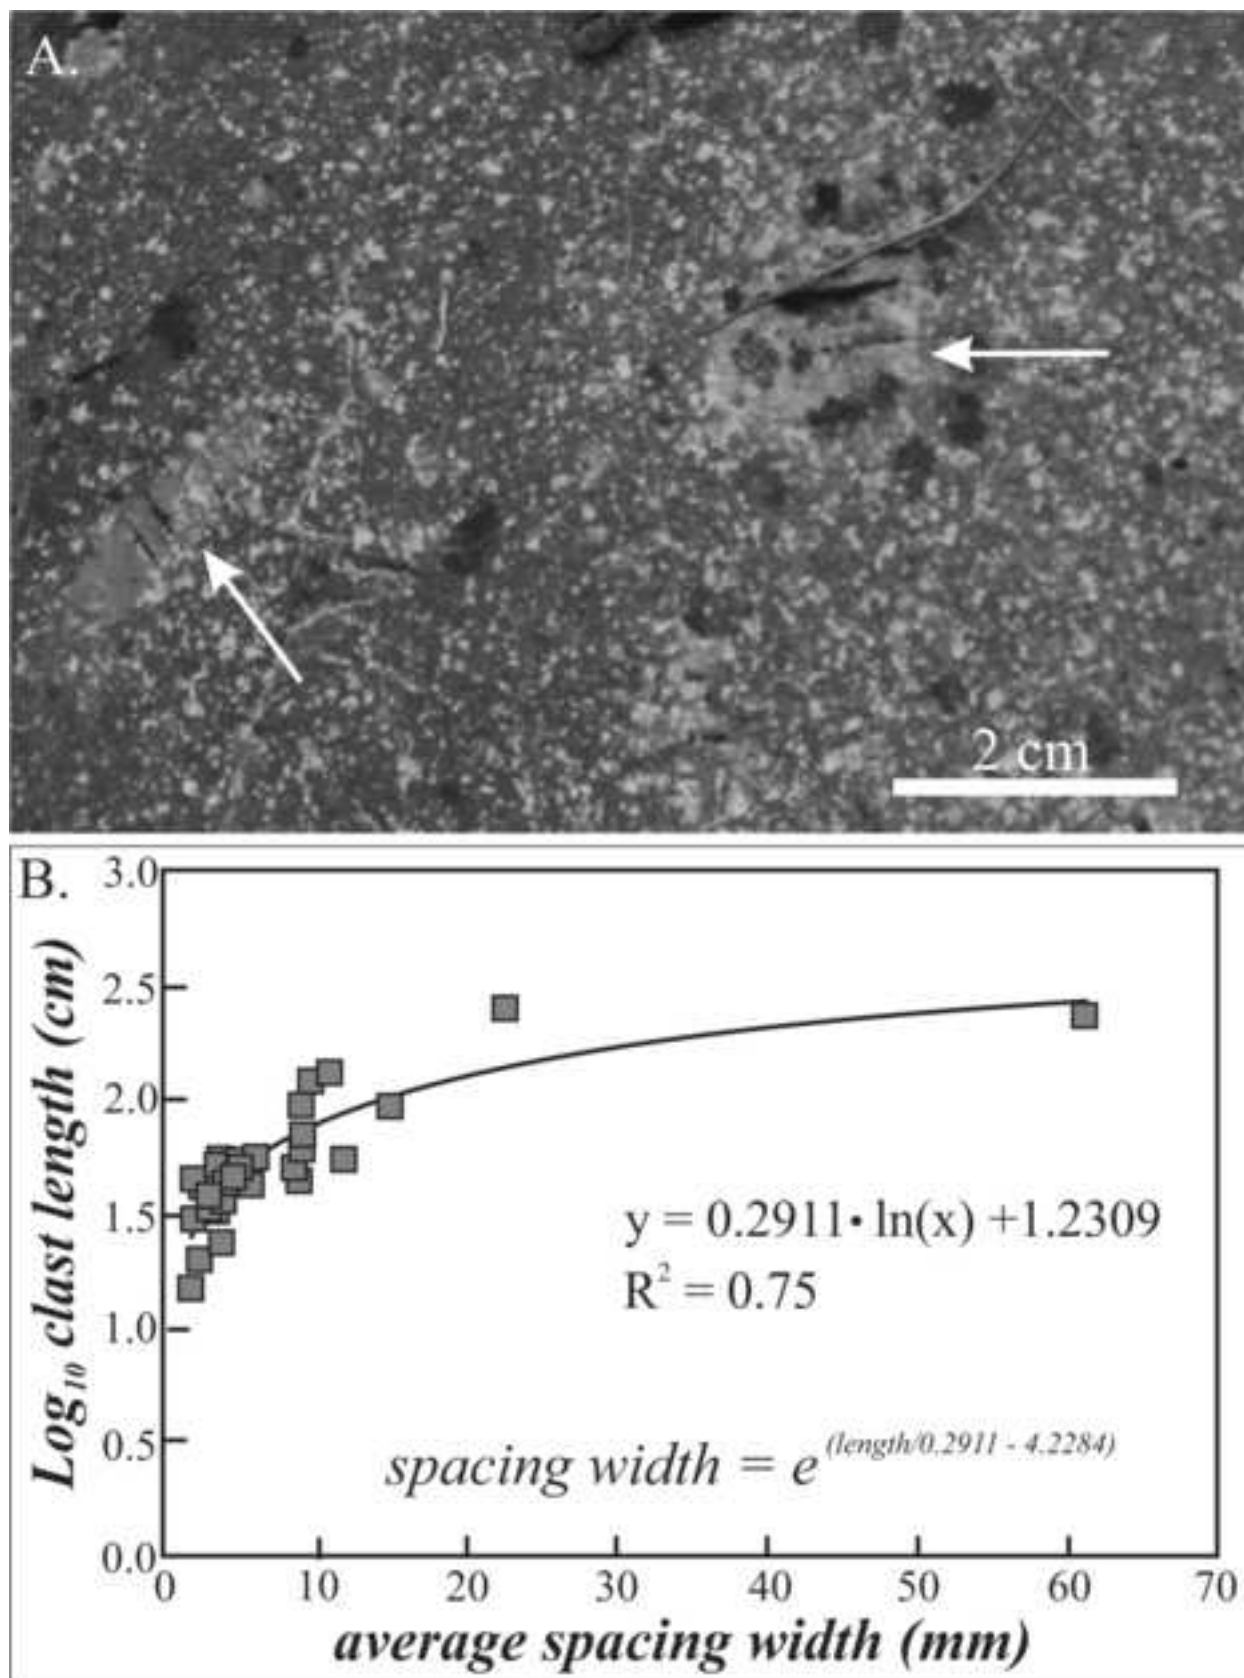 A.
2 cm
B.
3.0
2.5
2.0
1.5
1.0
0.5
0.0
Log₁₀ clast length (cm)
y = 0.2911• ln(x) +1.2309
R² = 0.75
spacing width = e^(length/0.2911 - 4.2284)
0 10 20 30 40 50 60 70
average spacing width (mm)